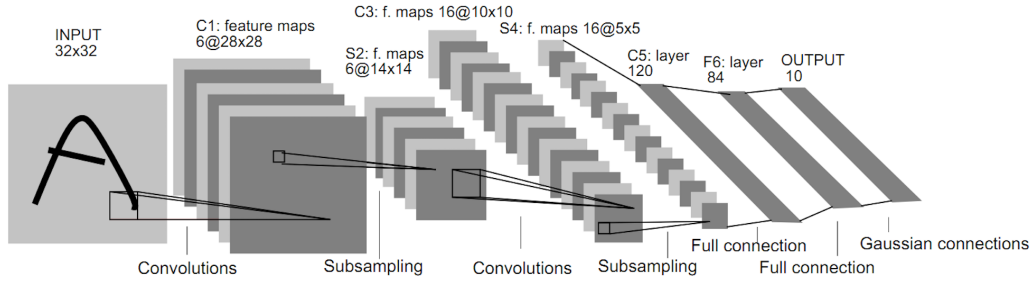 INPUT
32x32
C1: feature maps
6@28x28
S2: f. maps
6@14x14
C3: f. maps 16@10x10
S4: f. maps 16@5x5
C5: layer
120
F6: layer
84
OUTPUT
10
A
Convolutions
Subsampling
Convolutions
Subsampling
Full connection
Full connection
Gaussian connections